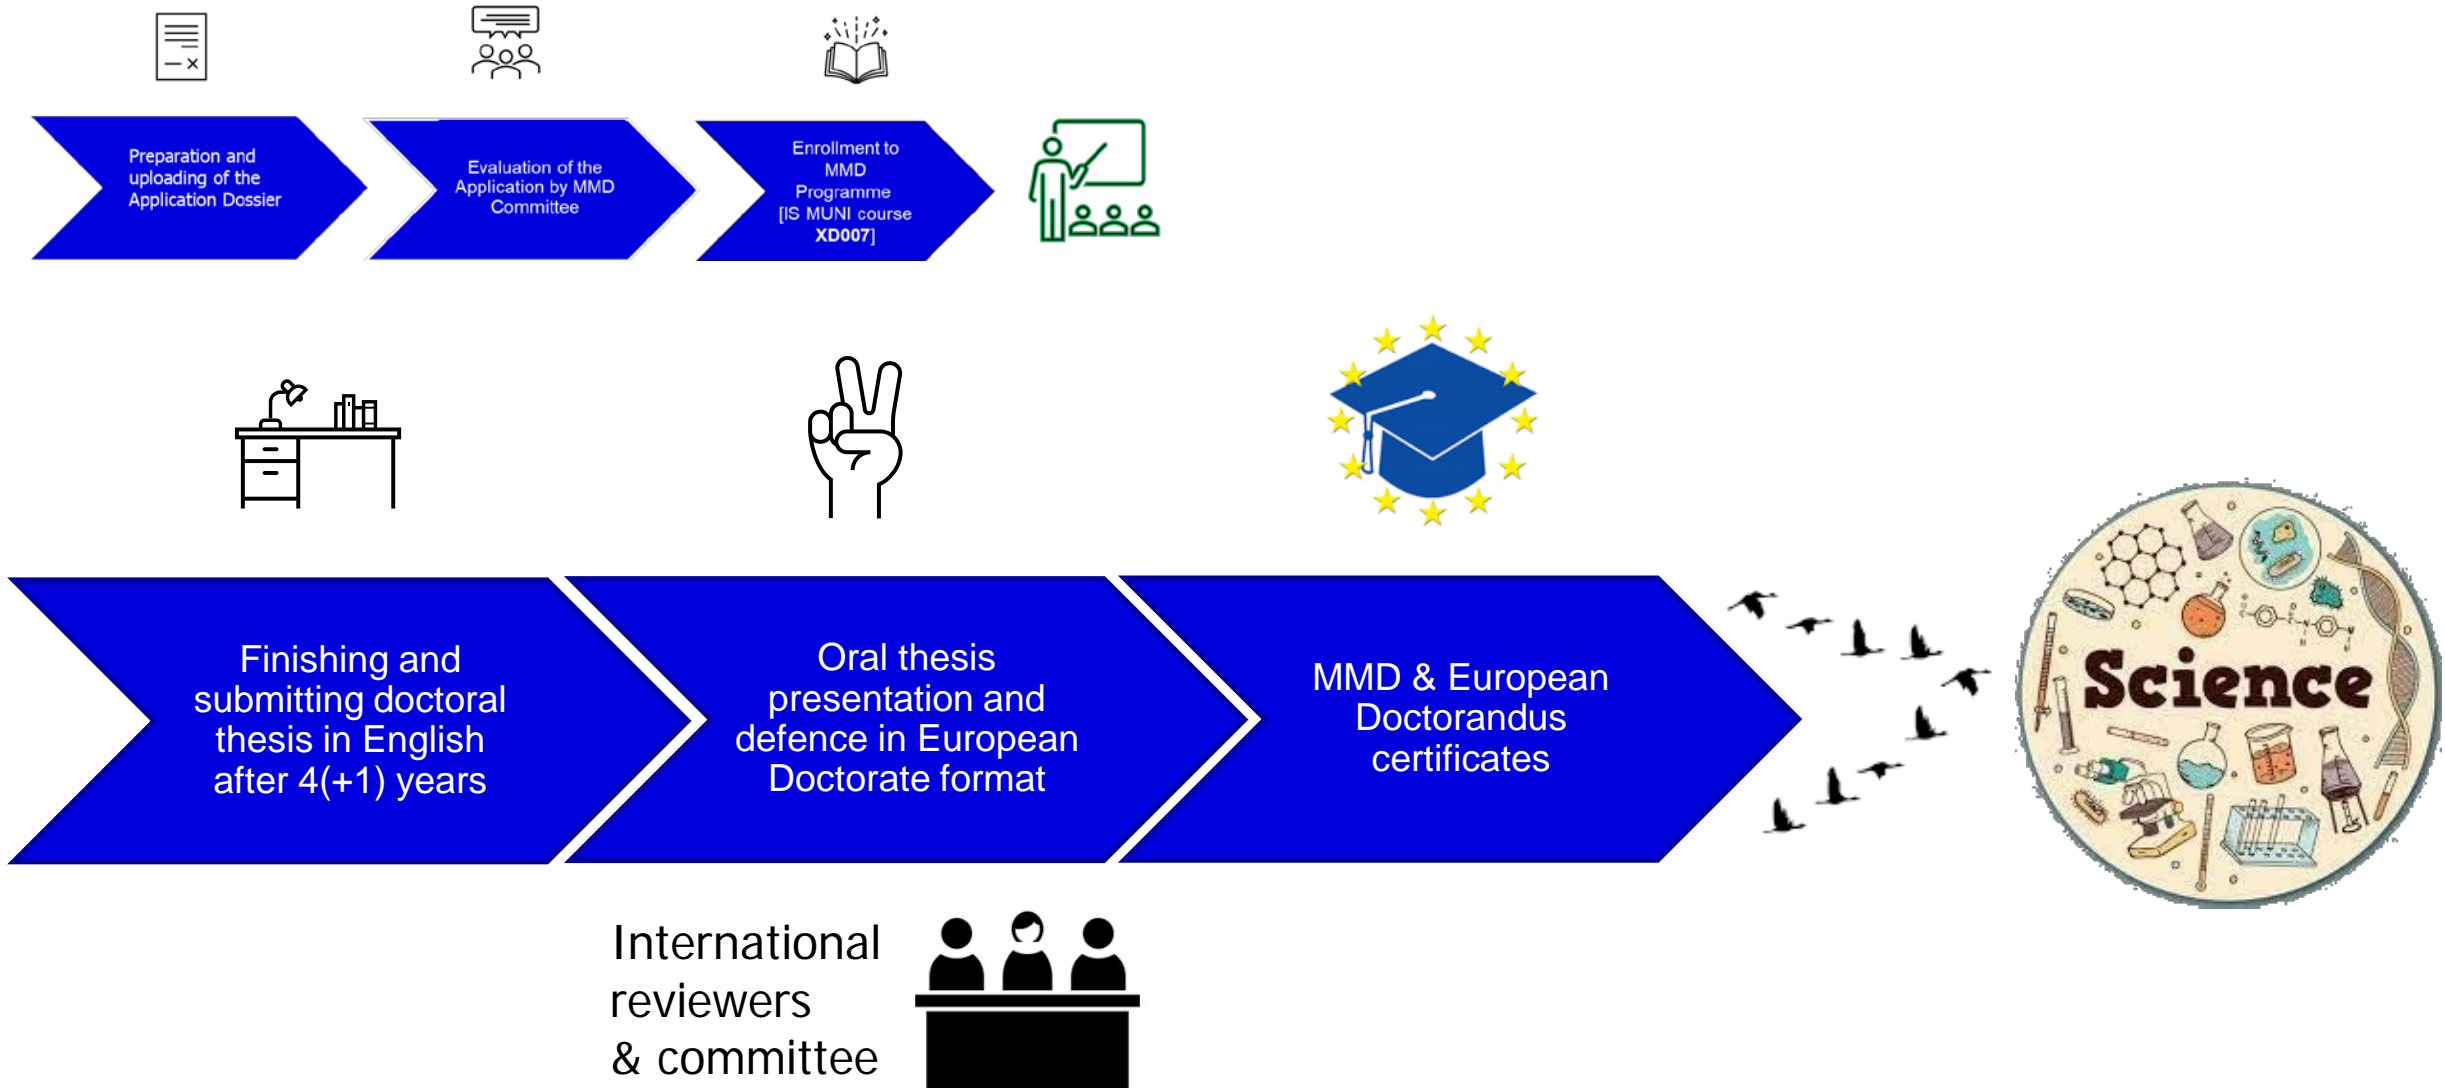 Preparation and
uploading of the
Application Dossier
Evaluation of the
Application by MMD
Committee
Enrollment to
MMD
Programme
[IS MUNI course
XD007]
Finishing and
submitting doctoral
thesis in English
after 4(+1) years
Oral thesis
presentation and
defence in European
Doctorate format
MMD & European
Doctorandus
certificates
Science
International
reviewers
& committee